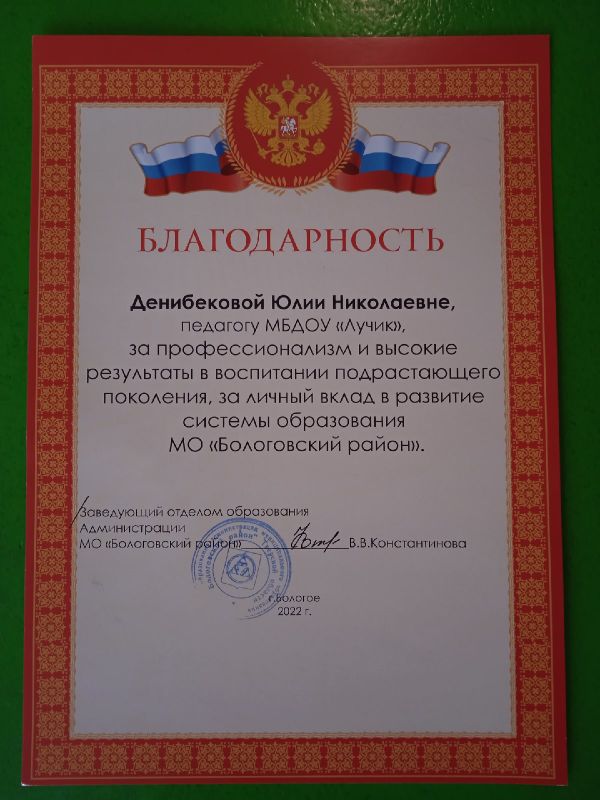 БЛАГОДАРНОСТЬ
Денибековой Юлии Николаевне,
педагогу МБДОУ «Лучик»,
за профессионализм и высокие
результаты в воспитании подрастающего
поколения, за личный вклад в развитие
системы образования
МО «Бологовский район».
Заведующий отделом образования
Администрации
МО «Бологовский район» В.В.Константинова
г.Бологое
2022 г.